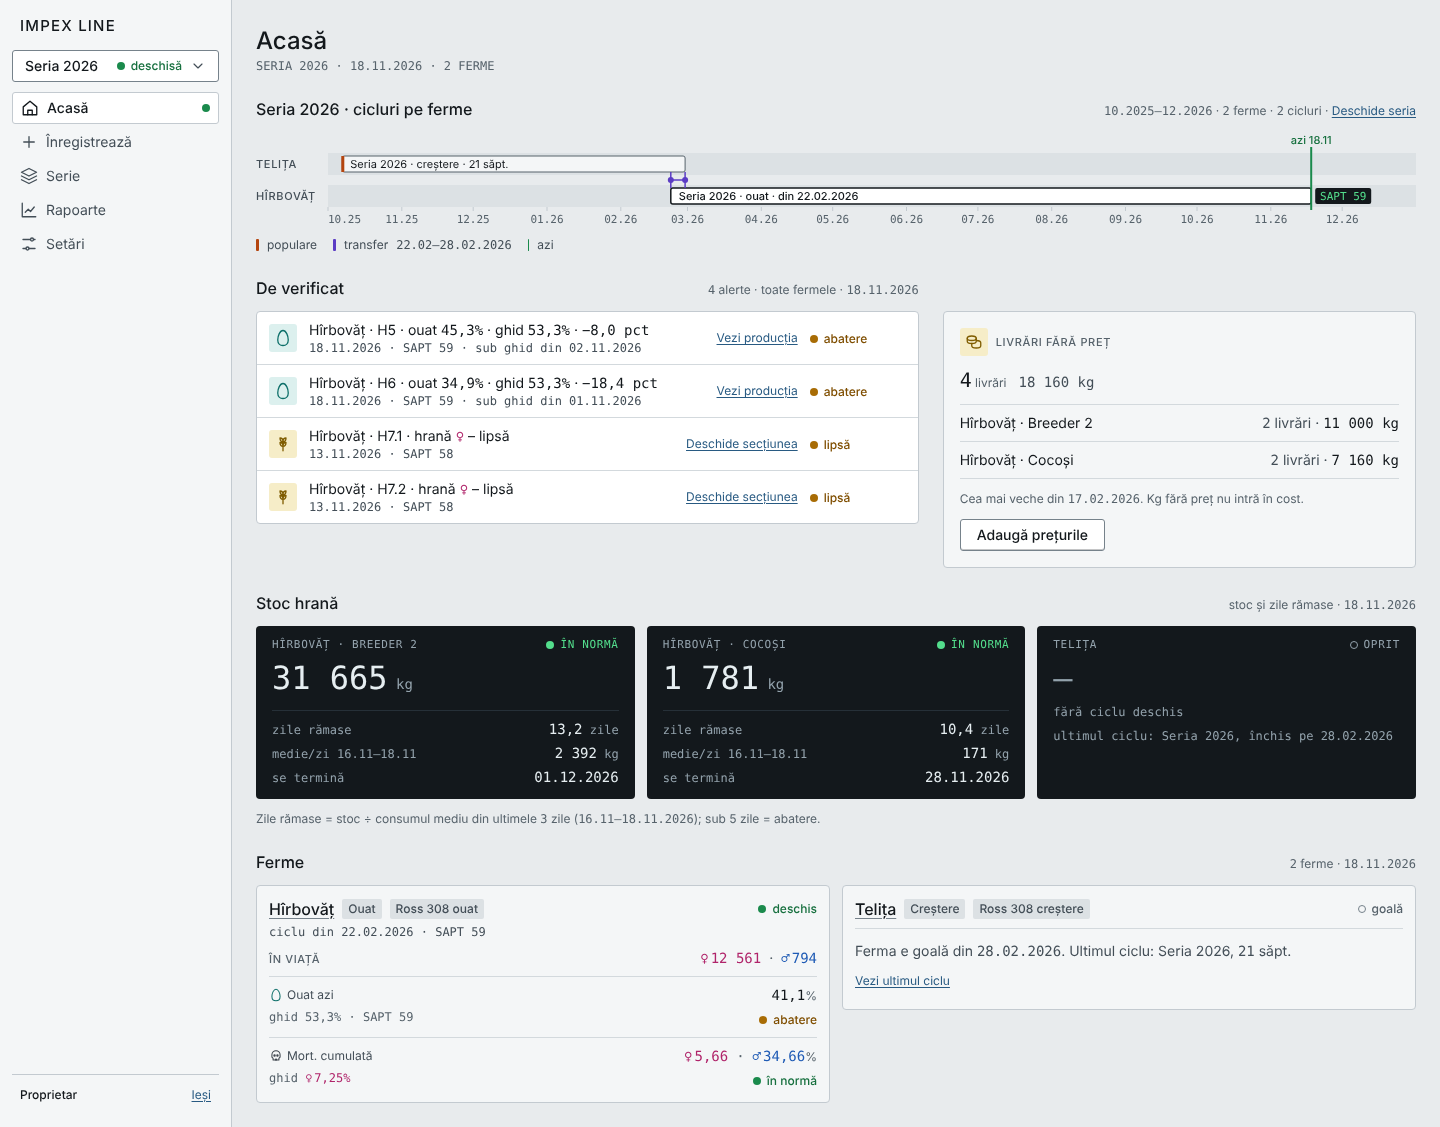 IMPEX LINE
Seria 2026 deschisă
Acasă
Înregistrează
Serie
Rapoarte
Setări
Proprietar Ieși
Acasă
SERIA 2026 · 18.11.2026 · 2 FERME
Seria 2026 · cicluri pe ferme
10.2025–12.2026 · 2 ferme · 2 cicluri · Deschide seria
azi 18.11
TELIȚA Seria 2026 · creștere · 21 săpt.
HÎRBOVĂȚ Seria 2026 · ouat · din 22.02.2026 SAPT 59
10.25 11.25 12.25 01.26 02.26 03.26 04.26 05.26 06.26 07.26 08.26 09.26 10.26 11.26 12.26
populare transfer 22.02–28.02.2026 azi
De verificat
4 alerte · toate fermele · 18.11.2026
Hîrbovăț · H5 · ouat 45,3% · ghid 53,3% · −8,0 pct
18.11.2026 · SAPT 59 · sub ghid din 02.11.2026
Vezi producția abatere
Hîrbovăț · H6 · ouat 34,9% · ghid 53,3% · −18,4 pct
18.11.2026 · SAPT 59 · sub ghid din 01.11.2026
Vezi producția abatere
Hîrbovăț · H7.1 · hrană ♀ – lipsă
13.11.2026 · SAPT 58
Deschide secțiunea lipsă
Hîrbovăț · H7.2 · hrană ♀ – lipsă
13.11.2026 · SAPT 58
Deschide secțiunea lipsă
LIVRĂRI FĂRĂ PREȚ
4 livrări 18 160 kg
Hîrbovăț · Breeder 2 2 livrări · 11 000 kg
Hîrbovăț · Cocoși 2 livrări · 7 160 kg
Cea mai veche din 17.02.2026. Kg fără preț nu intră în cost.
Adaugă prețurile
Stoc hrană
stoc și zile rămase · 18.11.2026
HÎRBOVĂȚ · BREEDER 2 ÎN NORMĂ
31 665 kg
zile rămase 13,2 zile
medie/zi 16.11–18.11 2 392 kg
se termină 01.12.2026
HÎRBOVĂȚ · COCOȘI ÎN NORMĂ
1 781 kg
zile rămase 10,4 zile
medie/zi 16.11–18.11 171 kg
se termină 28.11.2026
TELIȚA OPRIT
—
fără ciclu deschis
ultimul ciclu: Seria 2026, închis pe 28.02.2026
Zile rămase = stoc ÷ consumul mediu din ultimele 3 zile (16.11–18.11.2026); sub 5 zile = abatere.
Ferme
2 ferme · 18.11.2026
Hîrbovăț Ouat Ross 308 ouat deschis
ciclu din 22.02.2026 · SAPT 59
ÎN VIAȚĂ ♀12 561 · ♂794
Ouat azi 41,1%
ghid 53,3% · SAPT 59 abatere
Mort. cumulată ♀5,66 · ♂34,66%
ghid ♀7,25% în normă
Telița Creștere Ross 308 creștere goală
Ferma e goală din 28.02.2026. Ultimul ciclu: Seria 2026, 21 săpt.
Vezi ultimul ciclu